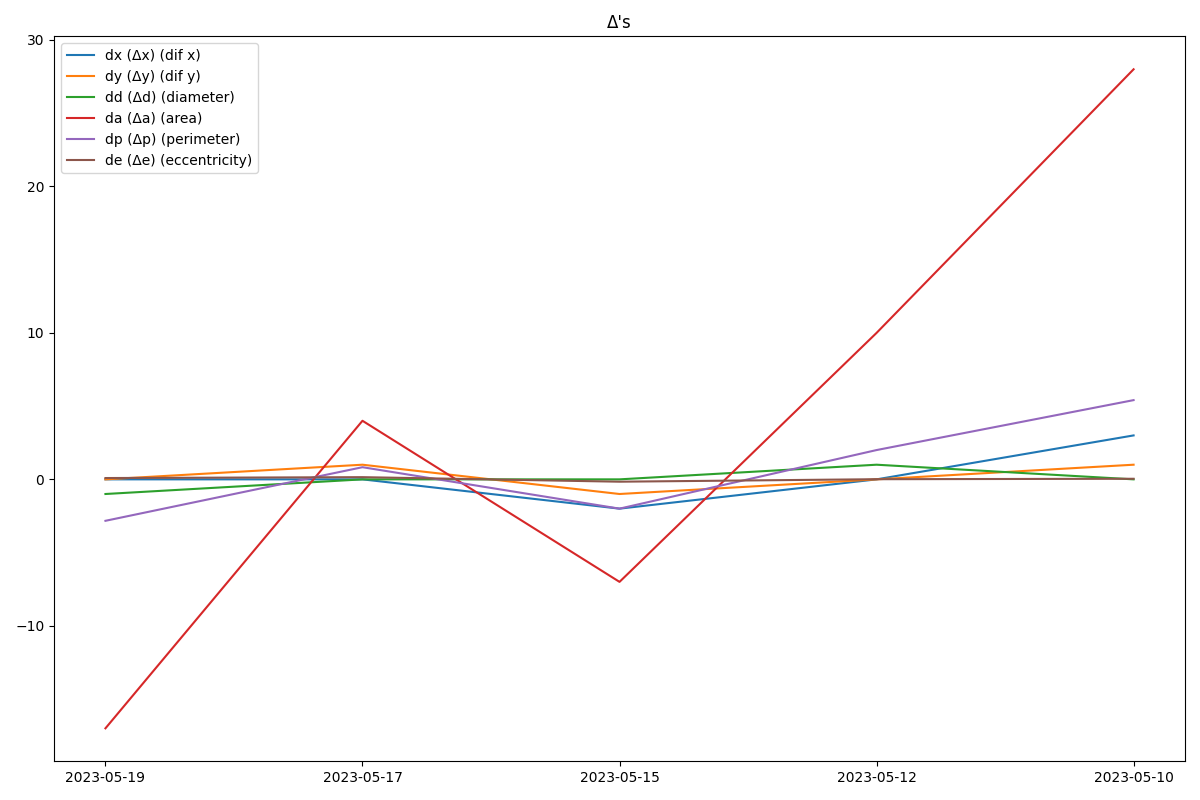 Δ's
dx (Δx) (dif x)
dy (Δy) (dif y)
dd (Δd) (diameter)
da (Δa) (area)
dp (Δp) (perimeter)
de (Δe) (eccentricity)
30
20
10
0
−10
2023-05-19 2023-05-17 2023-05-15 2023-05-12 2023-05-10